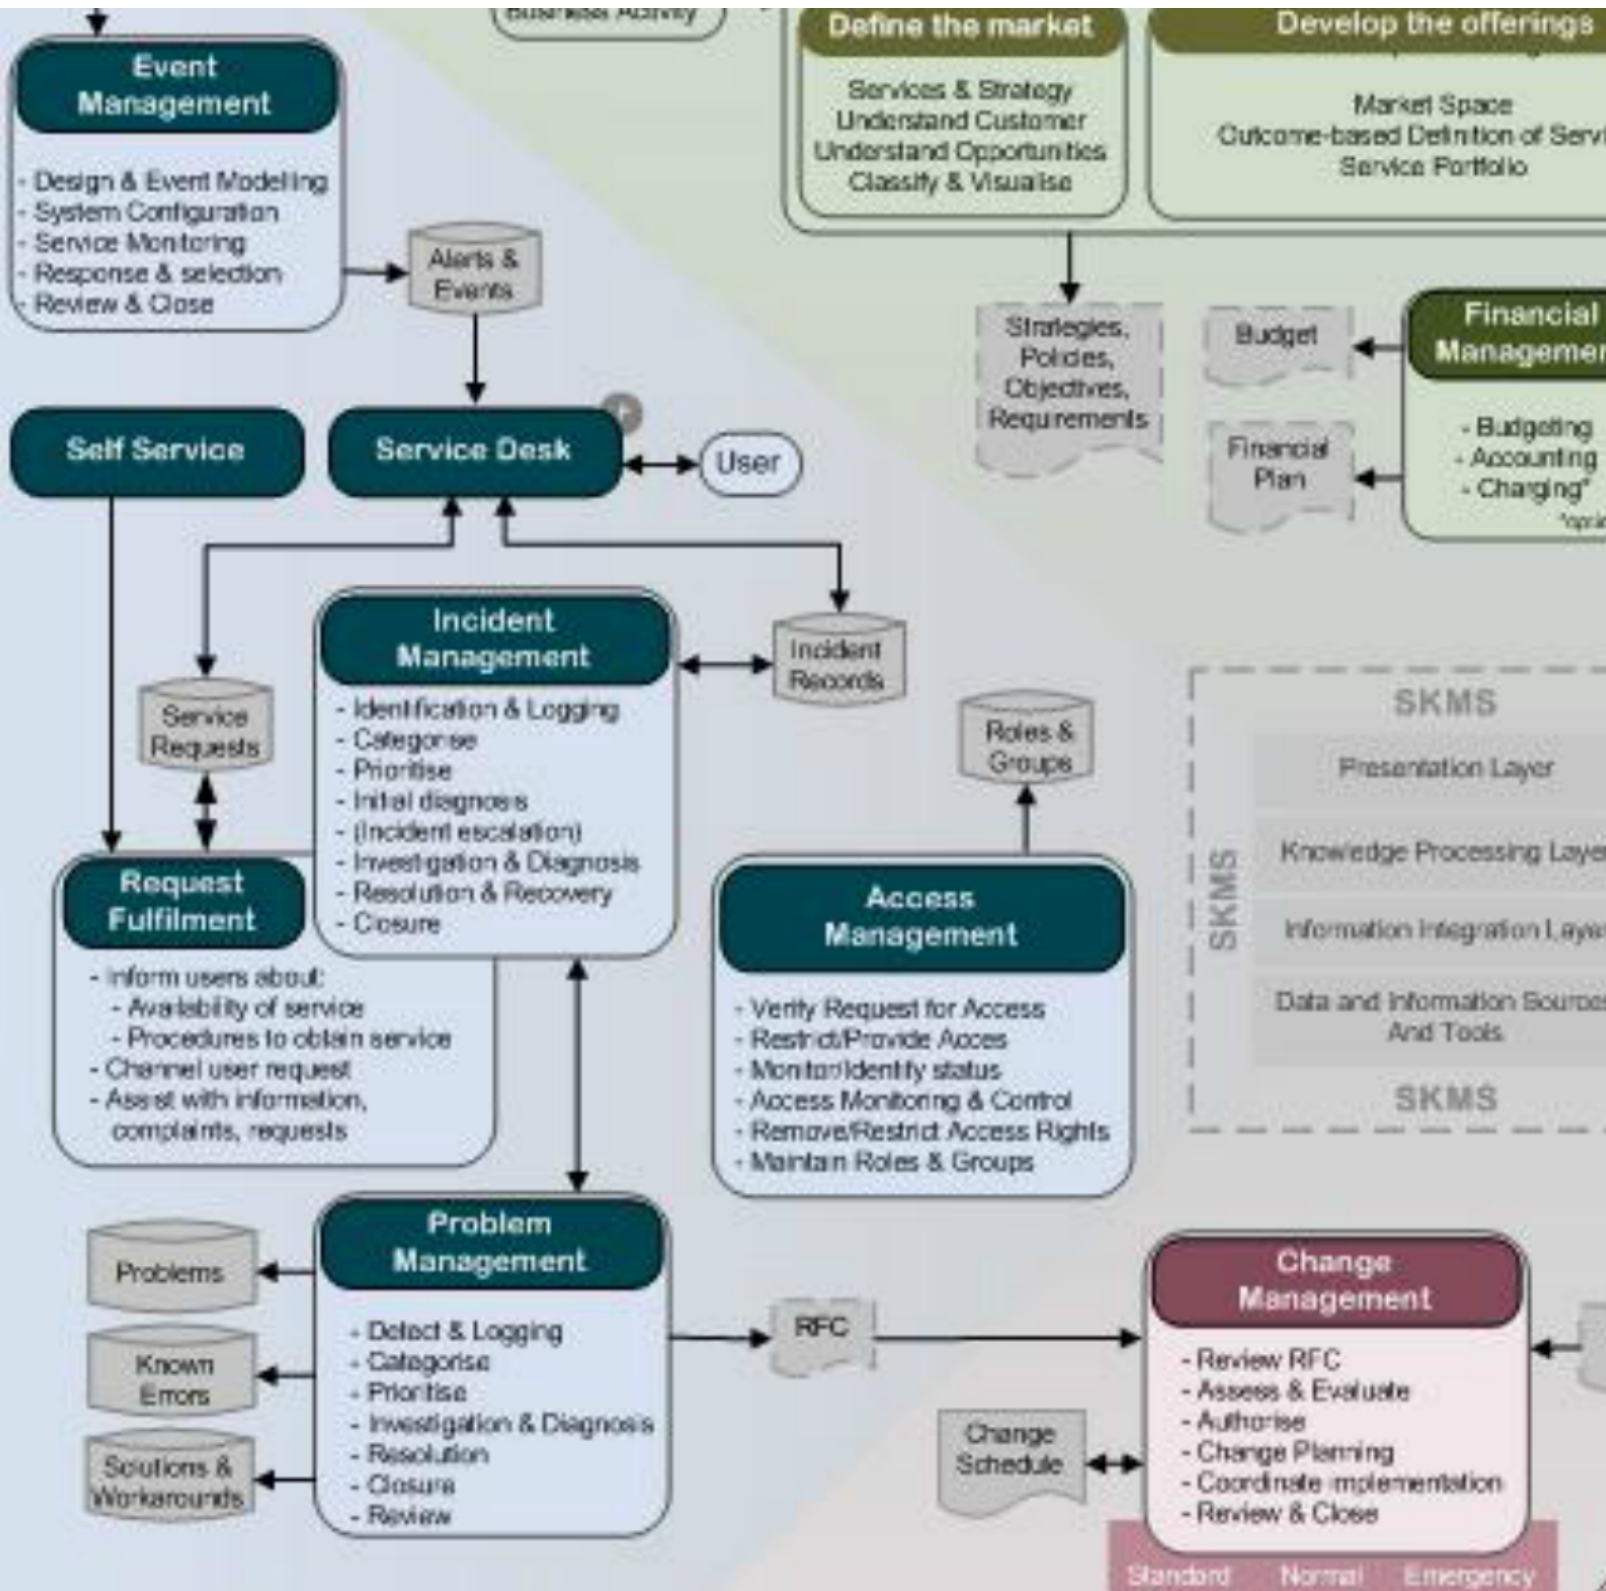 Business Activity
Define the market
Services & Strategy
Understand Customer
Understand Opportunities
Classify & Visualise
Develop the offerings
Market Space
Outcome-based Definition of Servi
Service Portfolio
Event
Management
- Design & Event Modelling
- System Configuration
- Service Monitoring
- Response & selection
- Review & Close
Alerts &
Events
Strategies,
Policies,
Objectives,
Requirements
Budget
Financial
Plan
Financial
Managemen
- Budgeting
- Accounting
- Charging*
Self Service
Service Desk
User
Incident
Management
- Identification & Logging
- Categorise
- Prioritise
- Initial diagnosis
- (Incident escalation)
- Investigation & Diagnosis
- Resolution & Recovery
- Closure
Incident
Records
Service
Requests
Roles &
Groups
SKMS
Presentation Layer
Knowledge Processing Layer
Information Integration Layer
Data and Information Sources
And Tools
SKMS
SKMS
Request
Fulfilment
- Inform users about:
- Availability of service
- Procedures to obtain service
- Channel user request
- Assist with information,
complaints, requests
Access
Management
- Verify Request for Access
- Restrict/Provide Acces
- Monitor/Identify status
- Access Monitoring & Control
- Remove/Restrict Access Rights
- Maintain Roles & Groups
Problems
Known
Errors
Solutions &
Workarounds
Problem
Management
- Detect & Logging
- Categorise
- Prioritise
- Investigation & Diagnosis
- Resolution
- Closure
- Review
RFC
Change
Schedule
Change
Management
- Review RFC
- Assess & Evaluate
- Authorise
- Change Planning
- Coordinate implementation
- Review & Close
Standard Normal Emergency